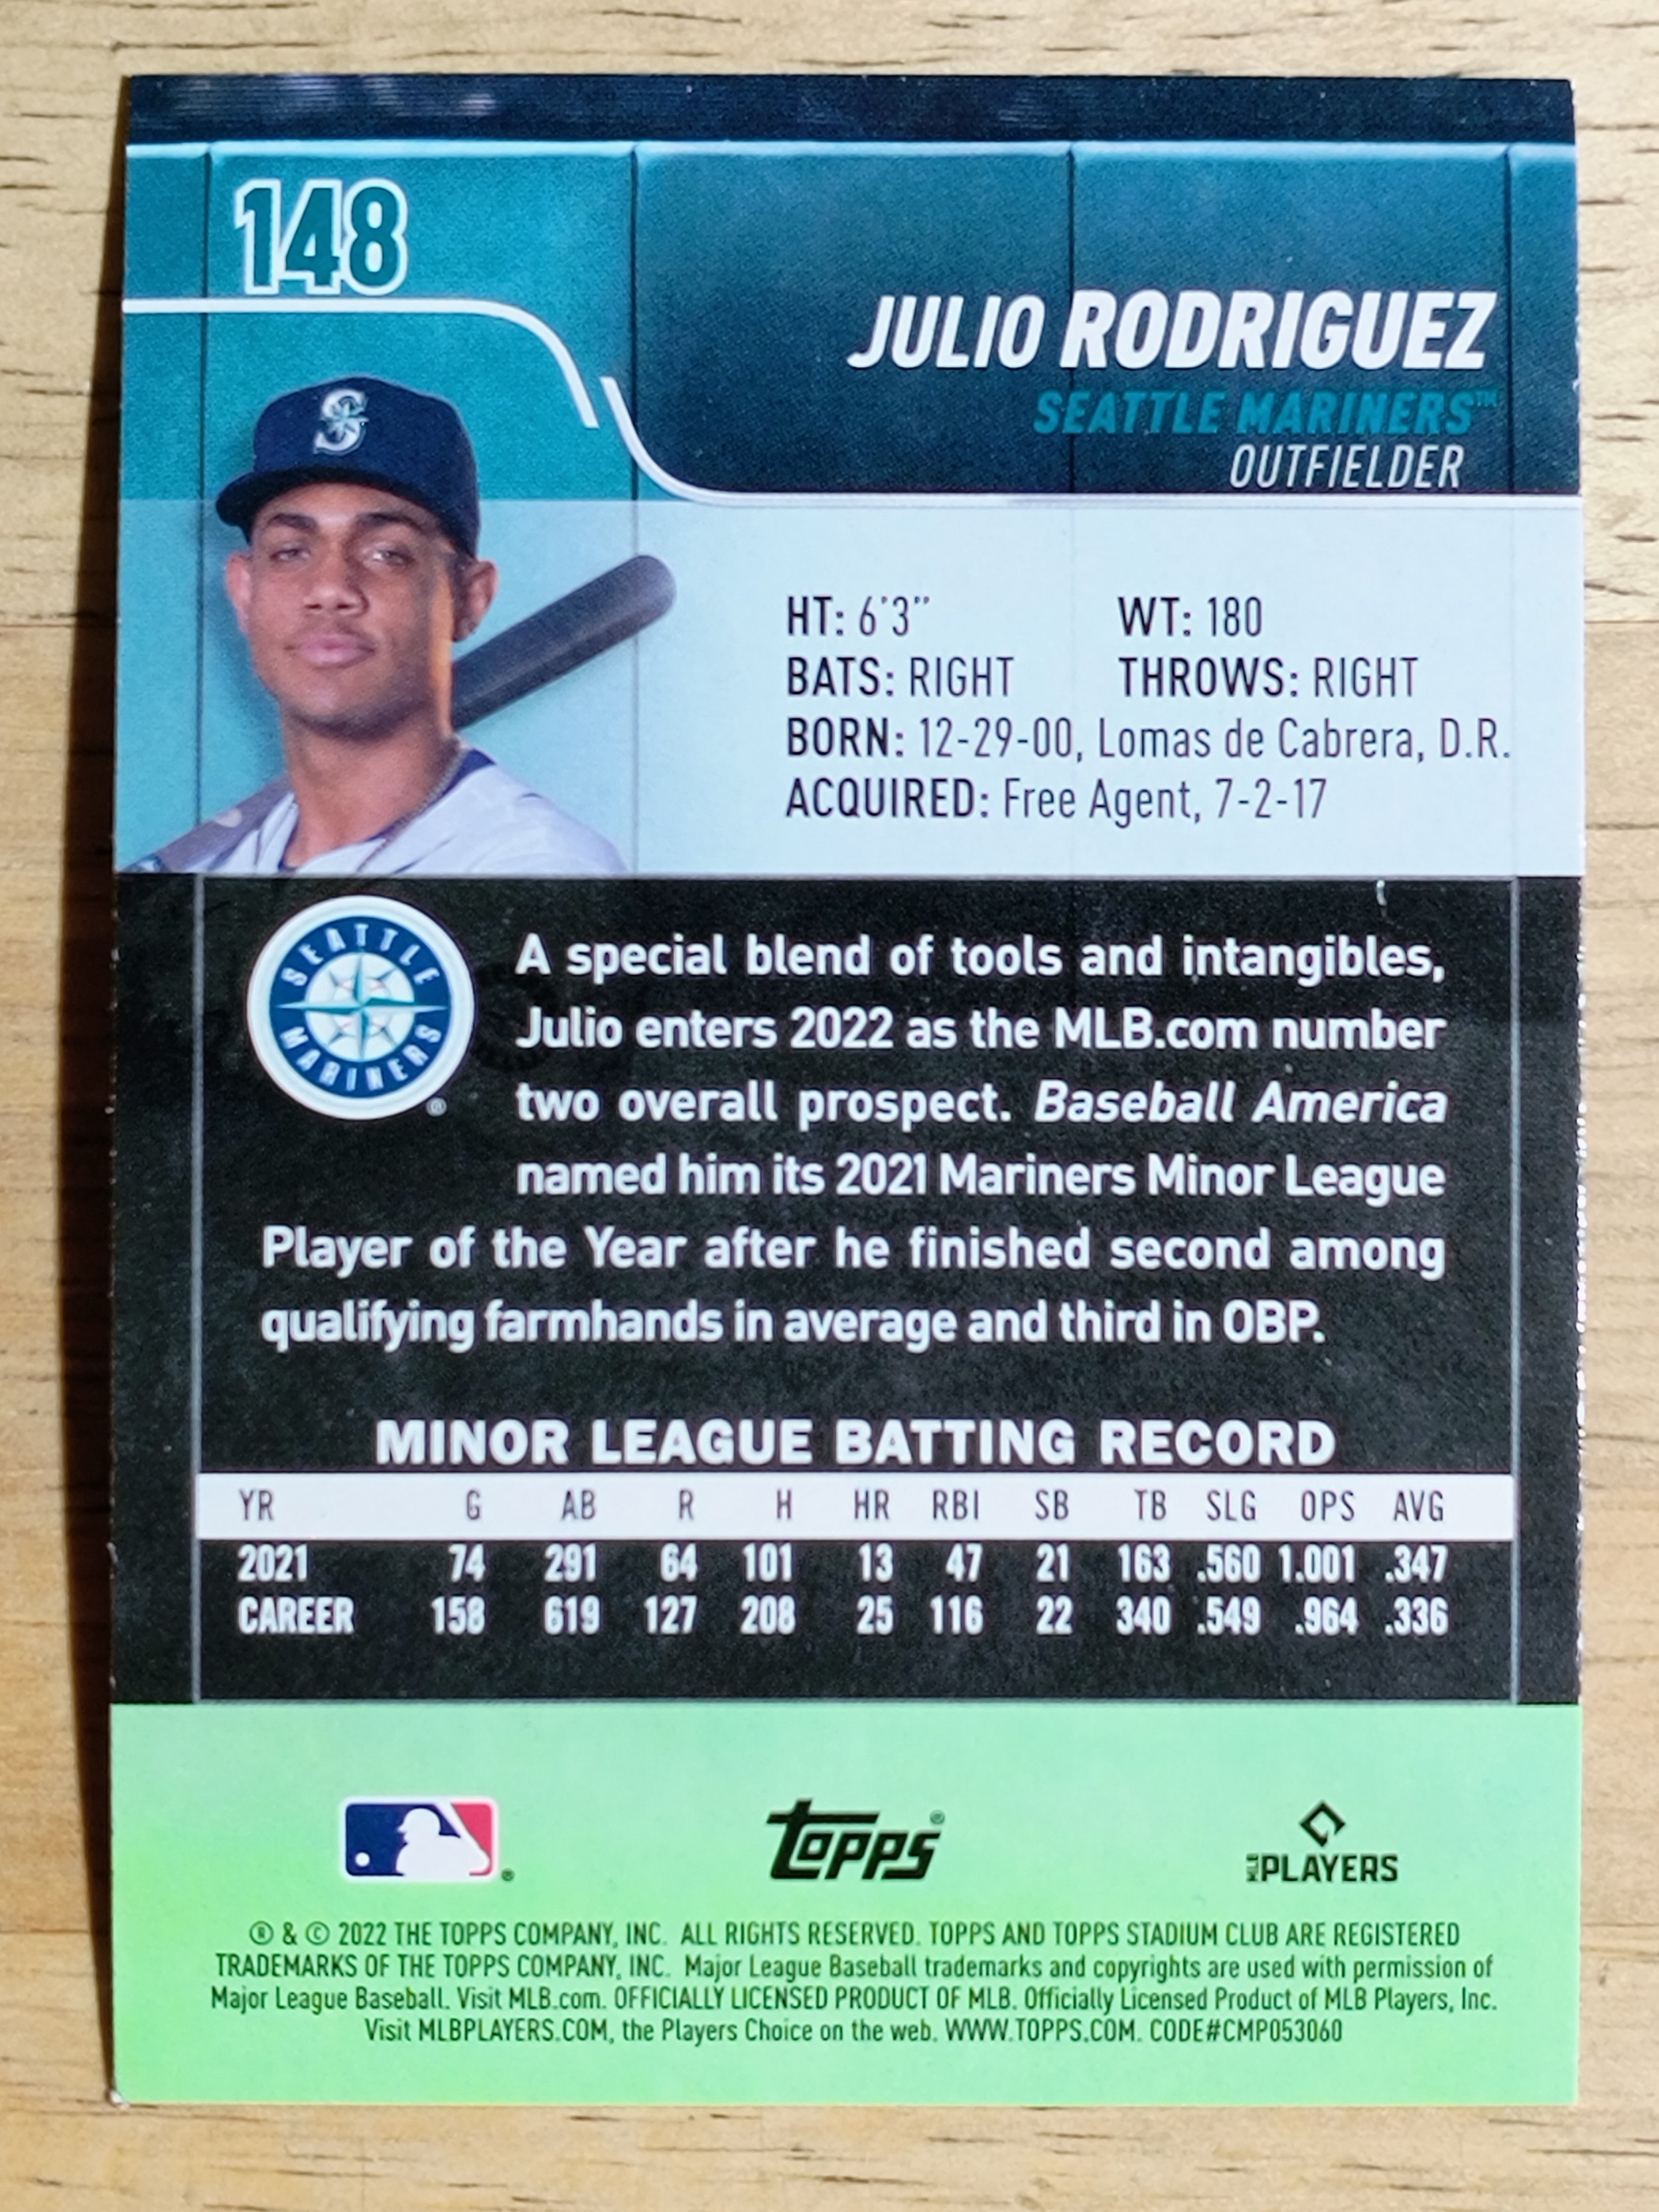 148
JULIO RODRIGUEZ
SEATTLE MARINERS™
OUTFIELDER
S
HT: 6'3" WT: 180
BATS: RIGHT THROWS: RIGHT
BORN: 12-29-00, Lomas de Cabrera, D.R.
ACQUIRED: Free Agent, 7-2-17
SEATTLE
MARINERS
®
A special blend of tools and intangibles,
Julio enters 2022 as the MLB.com number
two overall prospect. Baseball America
named him its 2021 Mariners Minor League
Player of the Year after he finished second among
qualifying farmhands in average and third in OBP.
MINOR LEAGUE BATTING RECORD
YR G AB R H HR RBI SB TB SLG OPS AVG
2021 74 291 64 101 13 47 21 163 .560 1.001 .347
CAREER 158 619 127 208 25 116 22 340 .549 .964 .336
® topps® MLB PLAYERS
® & © 2022 THE TOPPS COMPANY, INC. ALL RIGHTS RESERVED. TOPPS AND TOPPS STADIUM CLUB ARE REGISTERED
TRADEMARKS OF THE TOPPS COMPANY, INC. Major League Baseball trademarks and copyrights are used with permission of
Major League Baseball. Visit MLB.com. OFFICIALLY LICENSED PRODUCT OF MLB. Officially Licensed Product of MLB Players, Inc.
Visit MLBPLAYERS.COM, the Players Choice on the web. WWW.TOPPS.COM. CODE#CMP053060